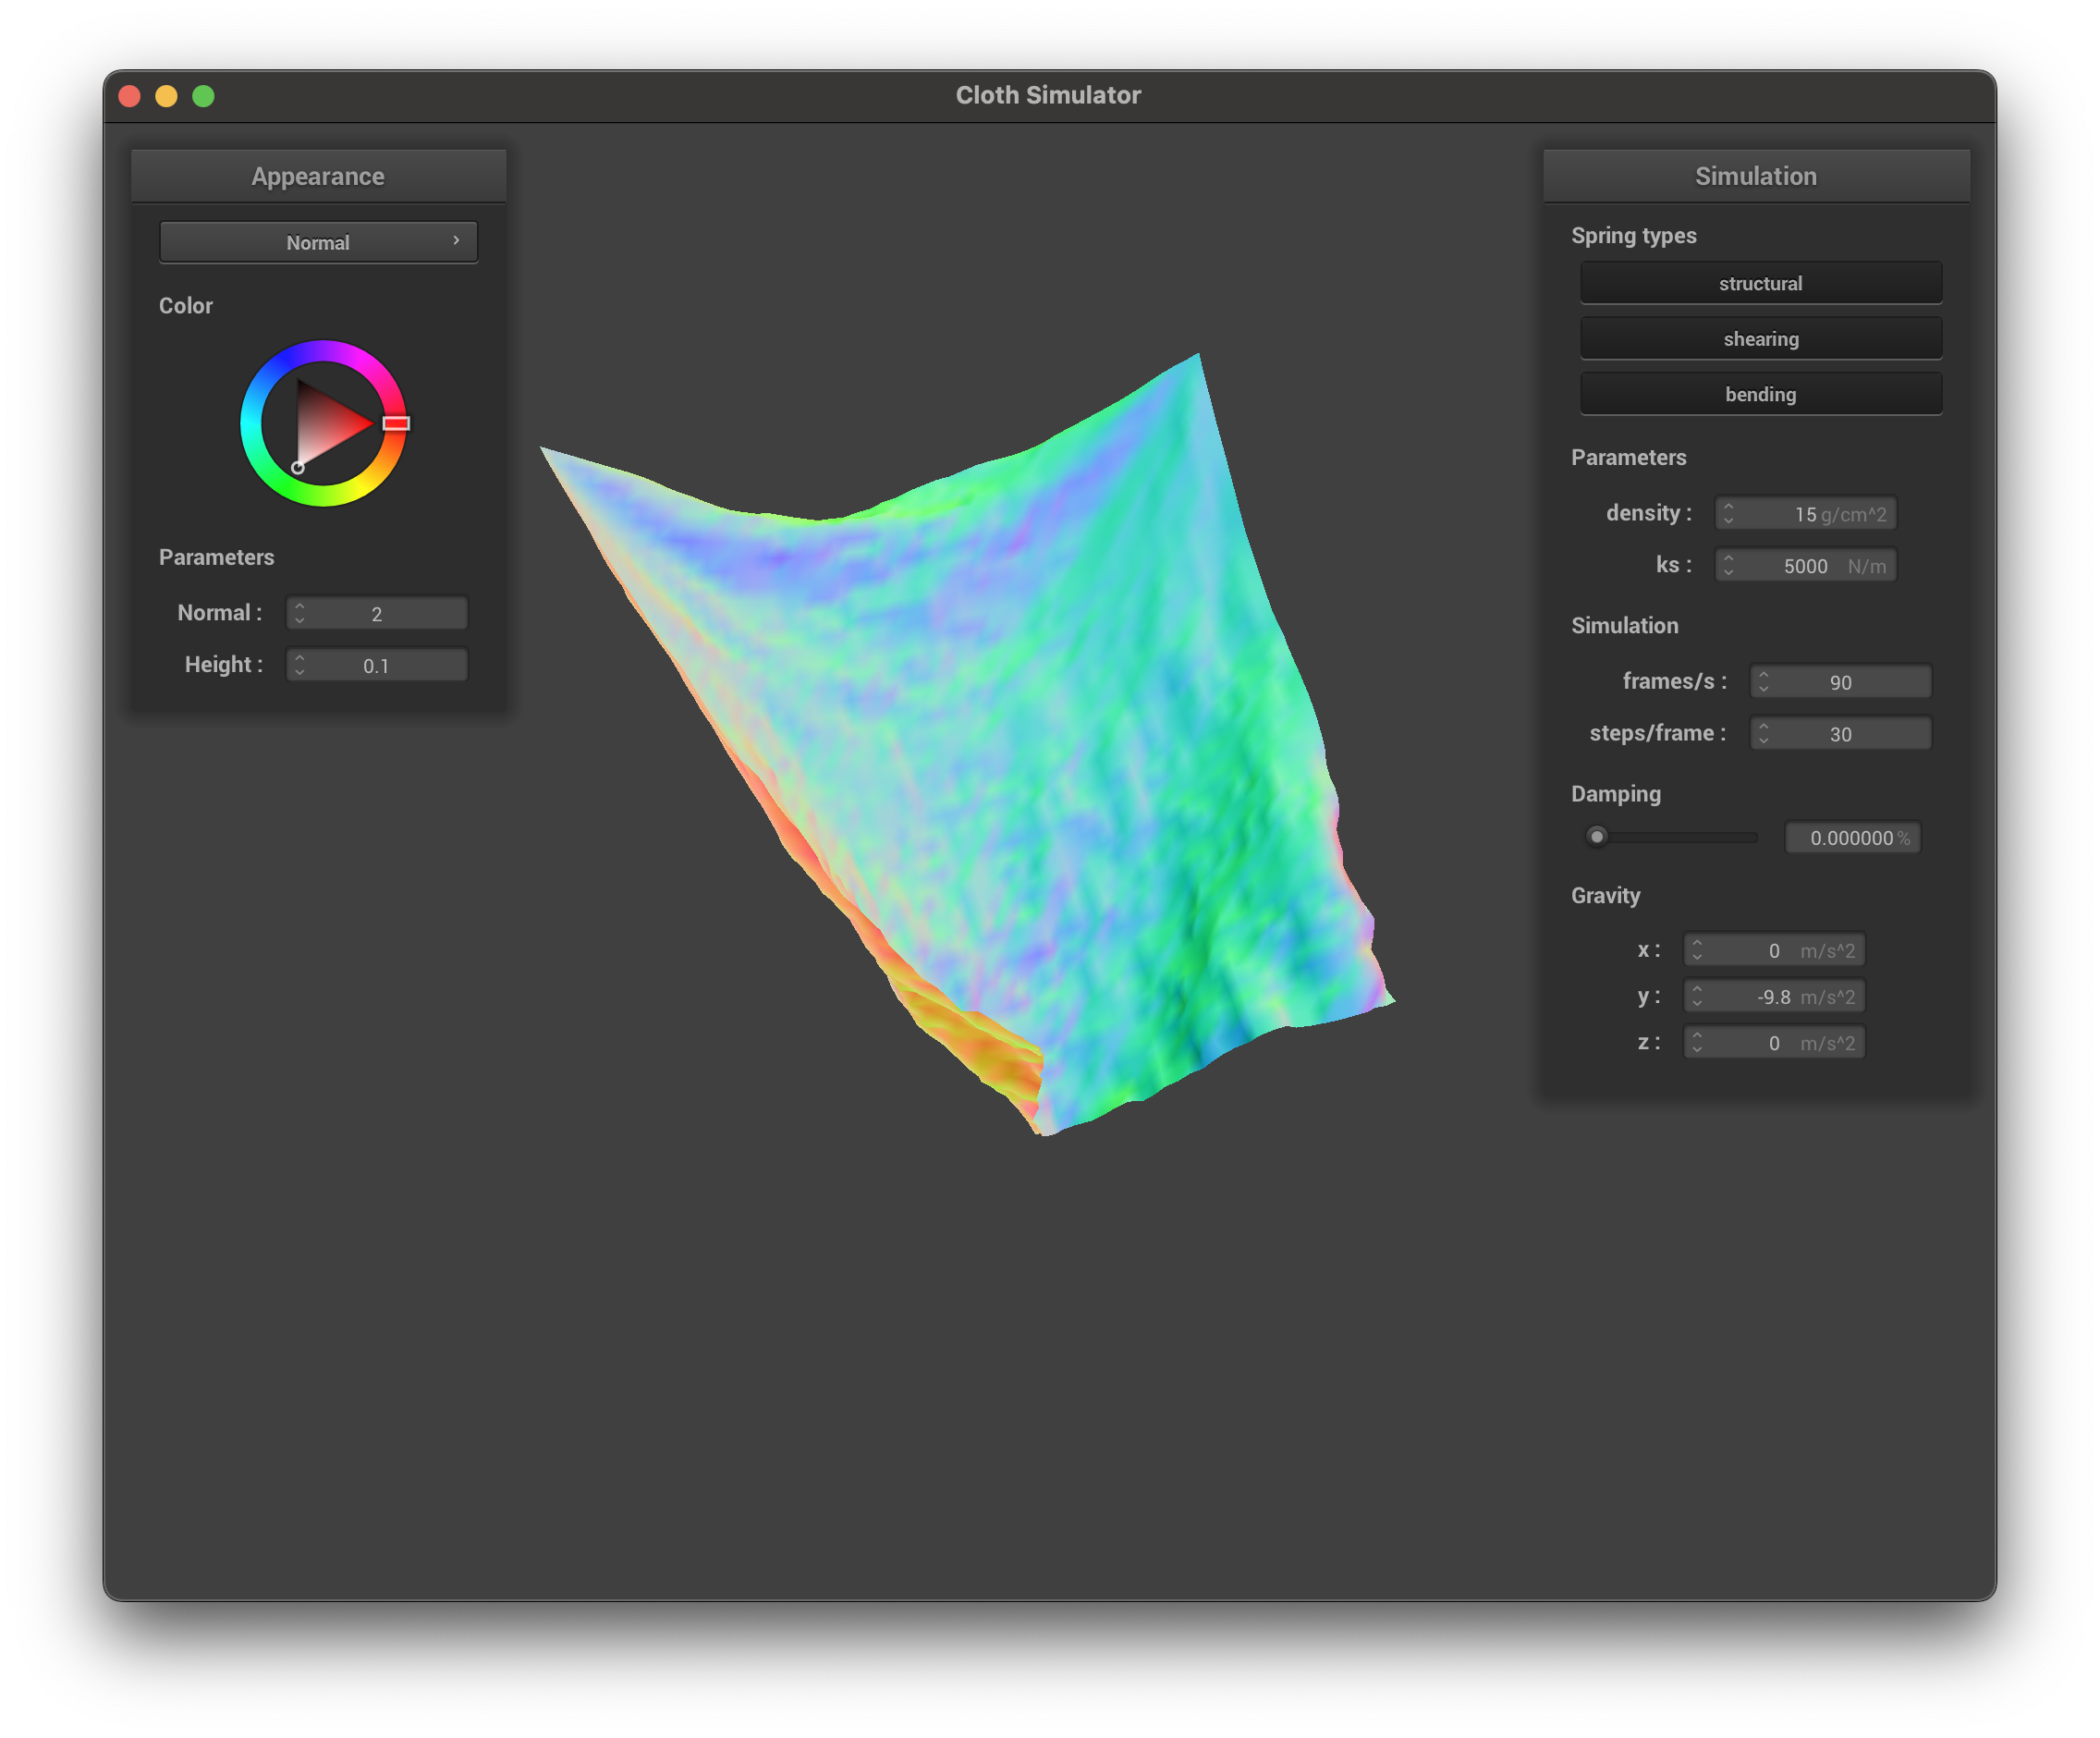 Cloth Simulator
Appearance
Normal
Color
Parameters
Normal : 2
Height : 0.1
Simulation
Spring types
structural
shearing
bending
Parameters
density : 15 g/cm^2
ks : 5000 N/m
Simulation
frames/s : 90
steps/frame : 30
Damping
0.000000 %
Gravity
x : 0 m/s^2
y : -9.8 m/s^2
z : 0 m/s^2